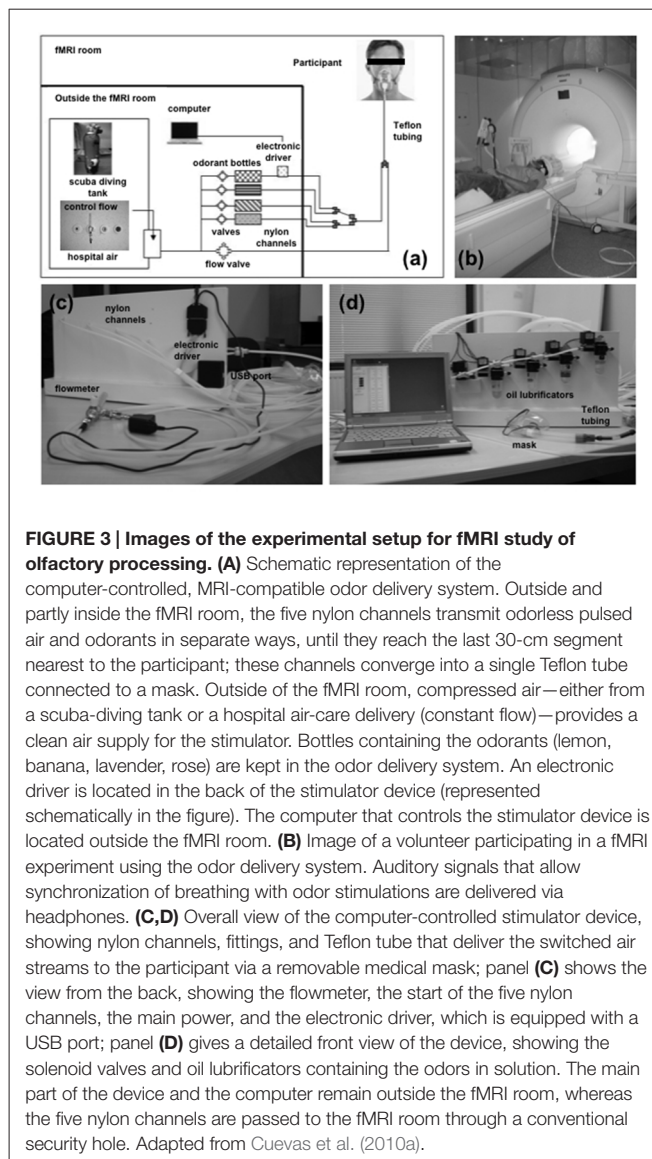 fMRI room
Participant
Outside the fMRI room
computer
Teflon
tubing
electronic
driver
odorant bottles
scuba diving
tank
control flow
hospital air
valves
nylon
channels
flow valve
(a)
(b)
(c)
nylon
channels
electronic
driver
USB port
flowmeter
(d)
oil lubrificators
Teflon
tubing
mask
FIGURE 3 | Images of the experimental setup for fMRI study of
olfactory processing. (A) Schematic representation of the
computer-controlled, MRI-compatible odor delivery system. Outside and
partly inside the fMRI room, the five nylon channels transmit odorless pulsed
air and odorants in separate ways, until they reach the last 30-cm segment
nearest to the participant; these channels converge into a single Teflon tube
connected to a mask. Outside of the fMRI room, compressed air—either from
a scuba-diving tank or a hospital air-care delivery (constant flow)—provides a
clean air supply for the stimulator. Bottles containing the odorants (lemon,
banana, lavender, rose) are kept in the odor delivery system. An electronic
driver is located in the back of the stimulator device (represented
schematically in the figure). The computer that controls the stimulator device is
located outside the fMRI room. (B) Image of a volunteer participating in a fMRI
experiment using the odor delivery system. Auditory signals that allow
synchronization of breathing with odor stimulations are delivered via
headphones. (C,D) Overall view of the computer-controlled stimulator device,
showing nylon channels, fittings, and Teflon tube that deliver the switched air
streams to the participant via a removable medical mask; panel (C) shows the
view from the back, showing the flowmeter, the start of the five nylon
channels, the main power, and the electronic driver, which is equipped with a
USB port; panel (D) gives a detailed front view of the device, showing the
solenoid valves and oil lubrificators containing the odors in solution. The main
part of the device and the computer remain outside the fMRI room, whereas
the five nylon channels are passed to the fMRI room through a conventional
security hole. Adapted from Cuevas et al. (2010a).